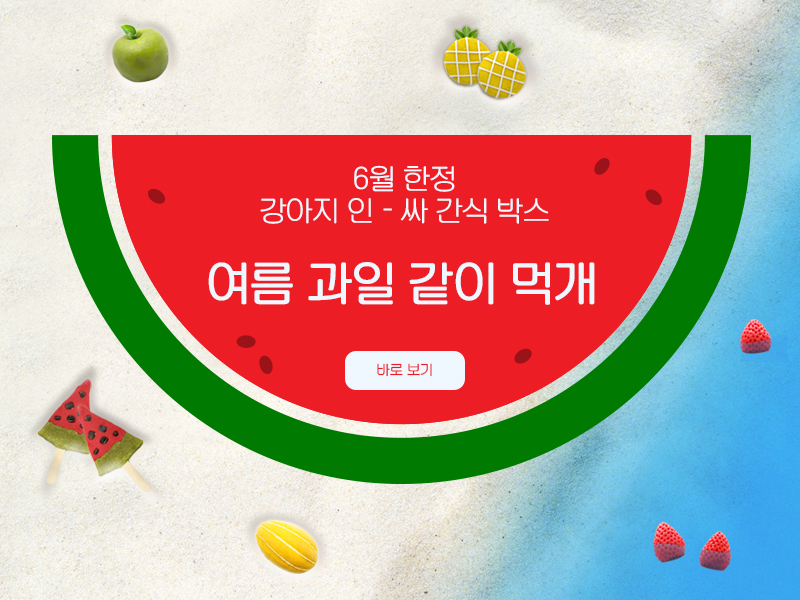 6월 한정
강아지 인 - 싸 간식 박스
여름 과일 같이 먹개
바로 보기